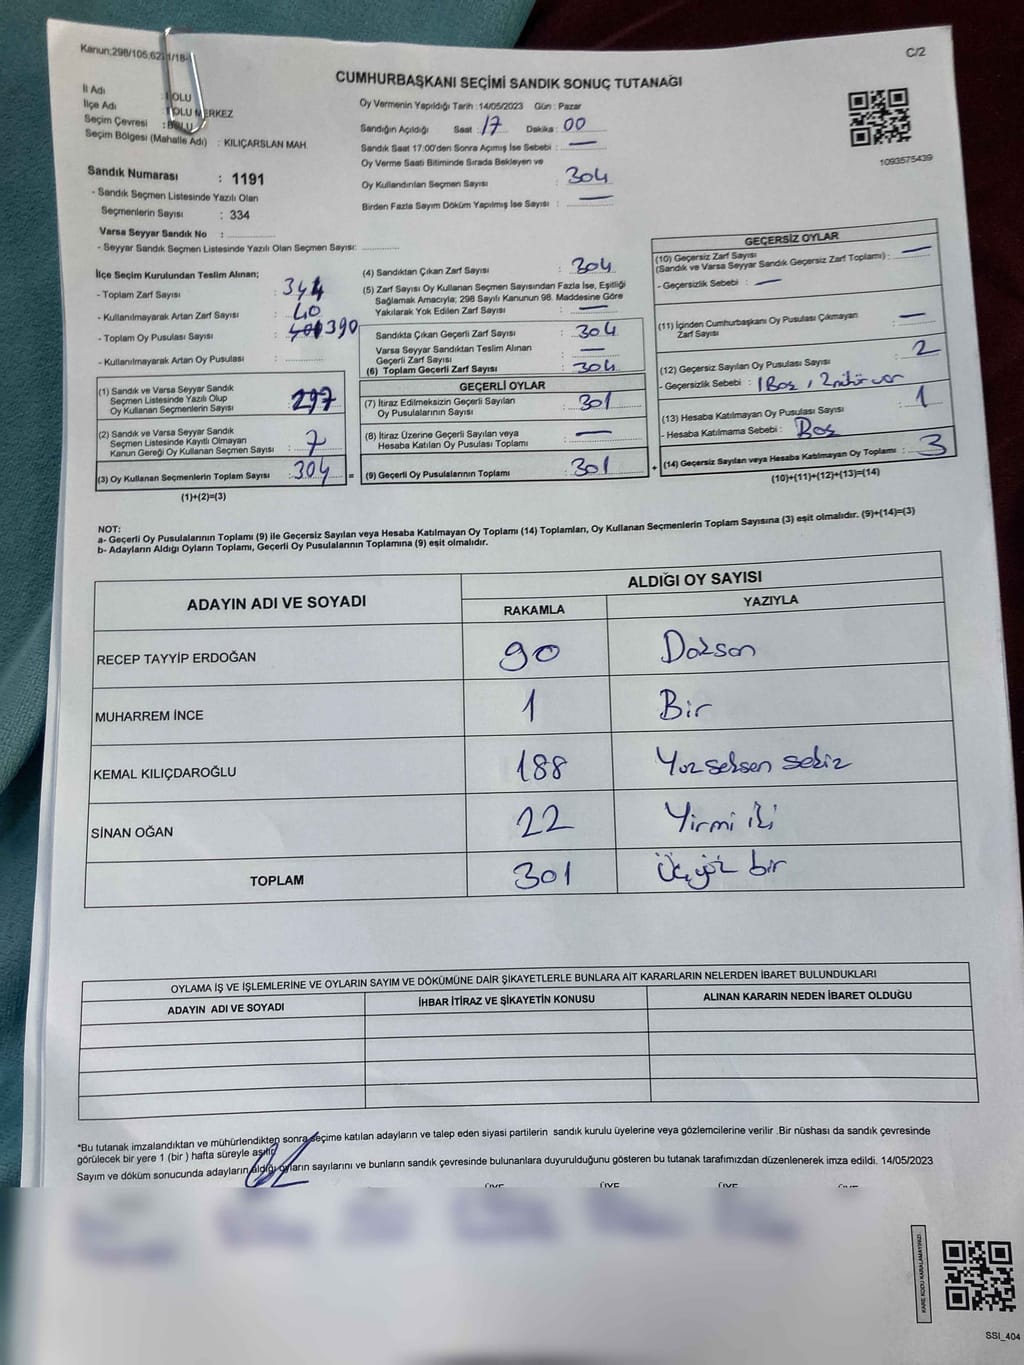 Kanun:298/105,62
1/18-
C/2
CUMHURBAŞKANI SEÇİMİ SANDIK SONUÇ TUTANAĞI
İl Adı : BOLU
İlçe Adı : BOLU MERKEZ
Seçim Çevresi : BOLU
Seçim Bölgesi (Mahalle Adı) : KILIÇARSLAN MAH.
Oy Vermenin Yapıldığı Tarih :14/05/2023 Gün : Pazar
Sandığın Açıldığı Saat : 17 Dakika : 00
Sandık Saat 17:00'den Sonra Açımış İse Sebebi : —
Oy Verme Saati Bitiminde Sırada Bekleyen ve
Oy Kullandırılan Seçmen Sayısı : 304
Birden Fazla Sayım Döküm Yapılmış İse Sayısı : —
1093575439
Sandık Numarası : 1191
- Sandık Seçmen Listesinde Yazılı Olan
Seçmenlerin Sayısı : 334
Varsa Seyyar Sandık No :
- Seyyar Sandık Seçmen Listesinde Yazılı Olan Seçmen Sayısı:
İlçe Seçim Kurulundan Teslim Alınan;
- Toplam Zarf Sayısı : 344
- Kullanılmayarak Artan Zarf Sayısı : 40
- Toplam Oy Pusulası Sayısı : 390
- Kullanılmayarak Artan Oy Pusulası :
(1) Sandık ve Varsa Seyyar Sandık
Seçmen Listesinde Yazılı Olup
Oy Kullanan Seçmenlerin Sayısı : 297
(2) Sandık ve Varsa Seyyar Sandık
Seçmen Listesinde Kayıtlı Olmayan
Kanun Gereği Oy Kullanan Seçmen Sayısı : 7
(3) Oy Kullanan Seçmenlerin Toplam Sayısı : 304
(1)+(2)=(3)
(4) Sandıktan Çıkan Zarf Sayısı : 304
(5) Zarf Sayısı Oy Kullanan Seçmen Sayısından Fazla İse, Eşitliği
Sağlamak Amacıyla; 298 Sayılı Kanunun 98. Maddesine Göre
Yakılarak Yok Edilen Zarf Sayısı : —
Sandıkta Çıkan Geçerli Zarf Sayısı : 304
Varsa Seyyar Sandıktan Teslim Alınan
Geçerli Zarf Sayısı : —
(6) Toplam Geçerli Zarf Sayısı : 304
GEÇERLİ OYLAR
(7) İtiraz Edilmeksizin Geçerli Sayılan
Oy Pusulalarının Sayısı : 301
(8) İtiraz Üzerine Geçerli Sayılan veya
Hesaba Katılan Oy Pusulası Toplamı : —
= (9) Geçerli Oy Pusulalarının Toplamı : 301
GEÇERSİZ OYLAR
(10) Geçersiz Zarf Sayısı
(Sandık ve Varsa Seyyar Sandık Geçersiz Zarf Toplamı) : —
- Geçersizlik Sebebi : —
(11) İçinden Cumhurbaşkanı Oy Pusulası Çıkmayan
Zarf Sayısı : —
(12) Geçersiz Sayılan Oy Pusulası Sayısı : 2
- Geçersizlik Sebebi : 1 Boş, 2 mühür var
(13) Hesaba Katılmayan Oy Pusulası Sayısı : 1
- Hesaba Katılmama Sebebi : Boş
+ (14) Geçersiz Sayılan veya Hesaba Katılmayan Oy Toplamı : 3
(10)+(11)+(12)+(13)=(14)
NOT:
a- Geçerli Oy Pusulalarının Toplamı (9) ile Geçersiz Sayılan veya Hesaba Katılmayan Oy Toplamı (14) Toplamları, Oy Kullanan Seçmenlerin Toplam Sayısına (3) eşit olmalıdır. (9)+(14)=(3)
b- Adayların Aldığı Oyların Toplamı, Geçerli Oy Pusulalarının Toplamına (9) eşit olmalıdır.
ADAYIN ADI VE SOYADI
ALDIĞI OY SAYISI
RAKAMLA YAZIYLA
RECEP TAYYİP ERDOĞAN 90 Doksan
MUHARREM İNCE 1 Bir
KEMAL KILIÇDAROĞLU 188 Yüz seksen sekiz
SİNAN OĞAN 22 Yirmi iki
TOPLAM 301 Üç yüz bir
OYLAMA İŞ VE İŞLEMLERİNE VE OYLARIN SAYIM VE DÖKÜMÜNE DAİR ŞİKAYETLERLE BUNLARA AİT KARARLARIN NELERDEN İBARET BULUNDUKLARI
ADAYIN ADI VE SOYADI İHBAR İTİRAZ VE ŞİKAYETİN KONUSU ALINAN KARARIN NEDEN İBARET OLDUĞU
*Bu tutanak imzalandıktan ve mühürlendikten sonra seçime katılan adayların ve talep eden siyasi partilerin sandık kurulu üyelerine veya gözlemcilerine verilir .Bir nüshası da sandık çevresinde
görülecek bir yere 1 (bir ) hafta süreyle asılır.
Sayım ve döküm sonucunda adayların aldığı oyların sayılarını ve bunların sandık çevresinde bulunanlara duyurulduğunu gösteren bu tutanak tarafımızdan düzenlenerek imza edildi. 14/05/2023
ÜYE ÜYE ÜYE ÜYE
KARE KODU KARALAMAYINIZ!
SSI_404